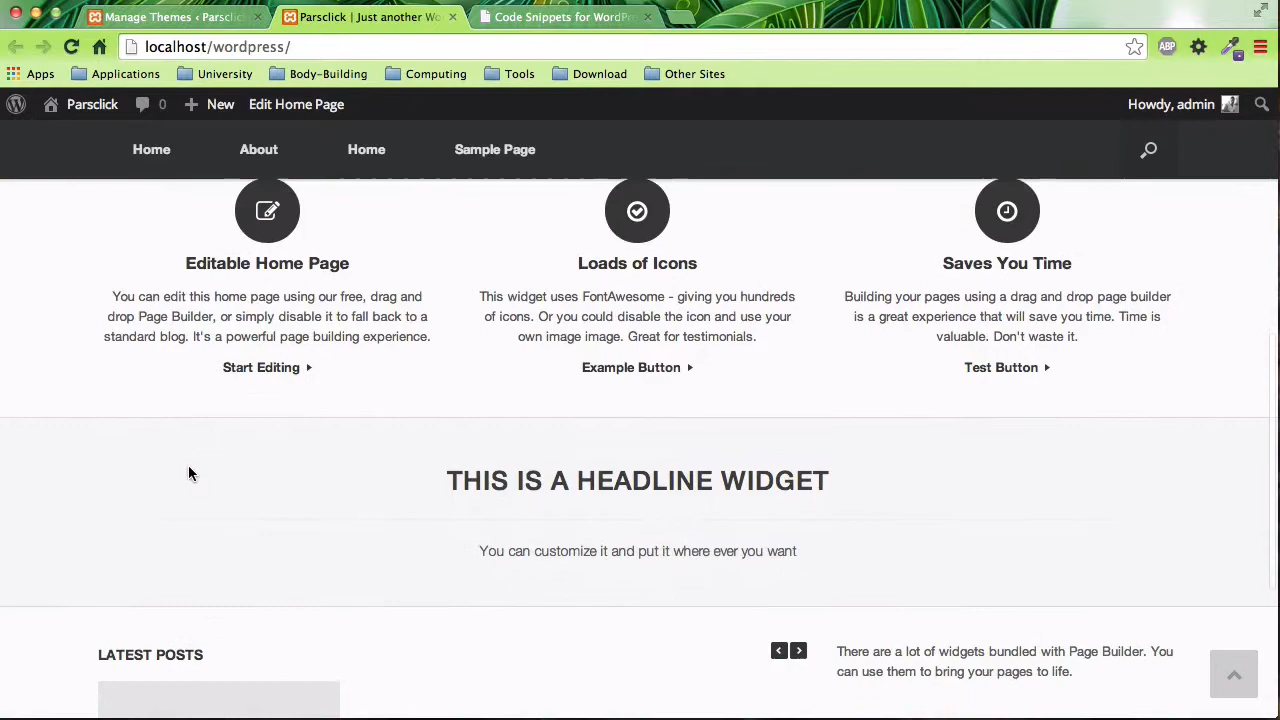 Manage Themes ‹ Parsclick
Parsclick | Just another Wo
Code Snippets for WordPr
localhost/wordpress/
ABP
Apps
Applications
University
Body-Building
Computing
Tools
Download
Other Sites
Parsclick
0
New
Edit Home Page
Howdy, admin
Home
About
Home
Sample Page
Editable Home Page
Loads of Icons
Saves You Time
You can edit this home page using our free, drag and
drop Page Builder, or simply disable it to fall back to a
standard blog. It's a powerful page building experience.
This widget uses FontAwesome - giving you hundreds
of icons. Or you could disable the icon and use your
own image image. Great for testimonials.
Building your pages using a drag and drop page builder
is a great experience that will save you time. Time is
valuable. Don't waste it.
Start Editing
Example Button
Test Button
THIS IS A HEADLINE WIDGET
You can customize it and put it where ever you want
LATEST POSTS
There are a lot of widgets bundled with Page Builder. You
can use them to bring your pages to life.